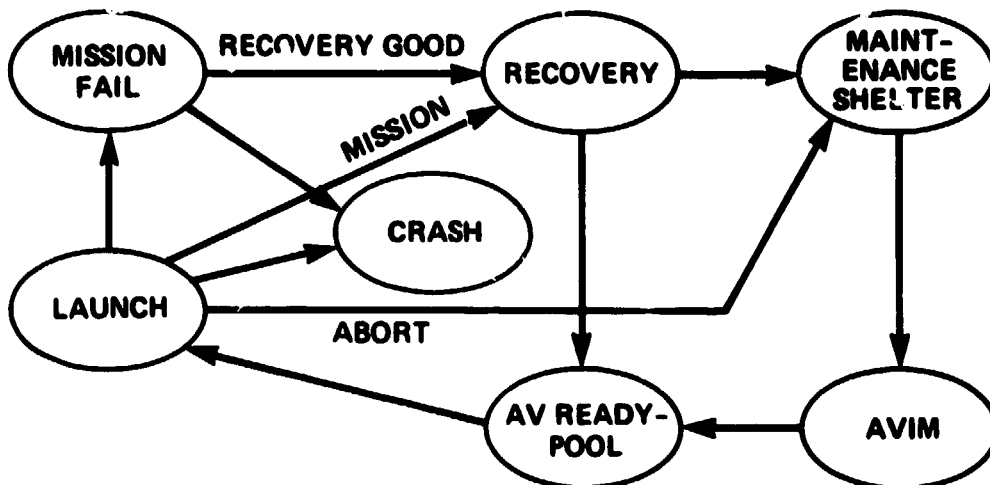 MISSION
FAIL
RECOVERY GOOD
RECOVERY
MAINT-
ENANCE
SHELTER
MISSION
CRASH
LAUNCH
ABORT
AV READY-
POOL
AVIM